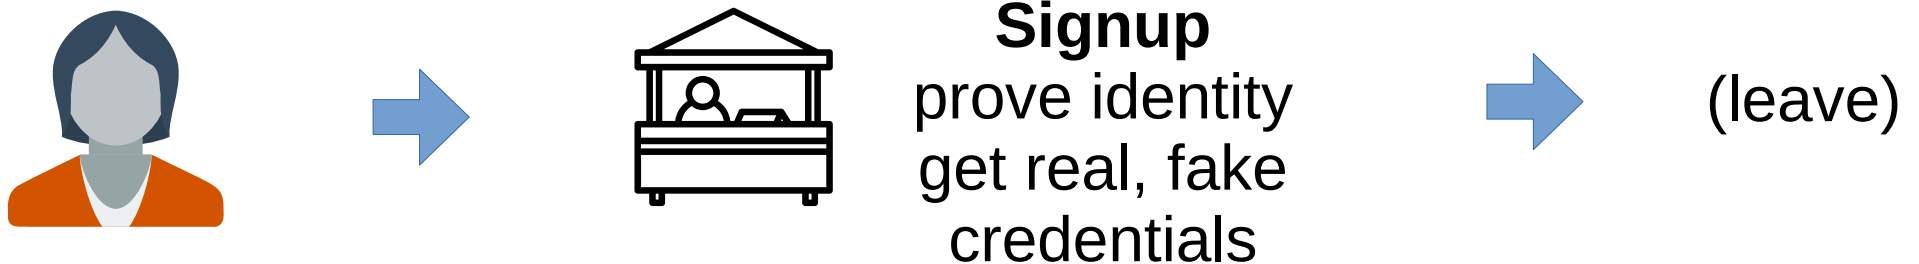 Signup
prove identity
get real, fake
credentials
(leave)